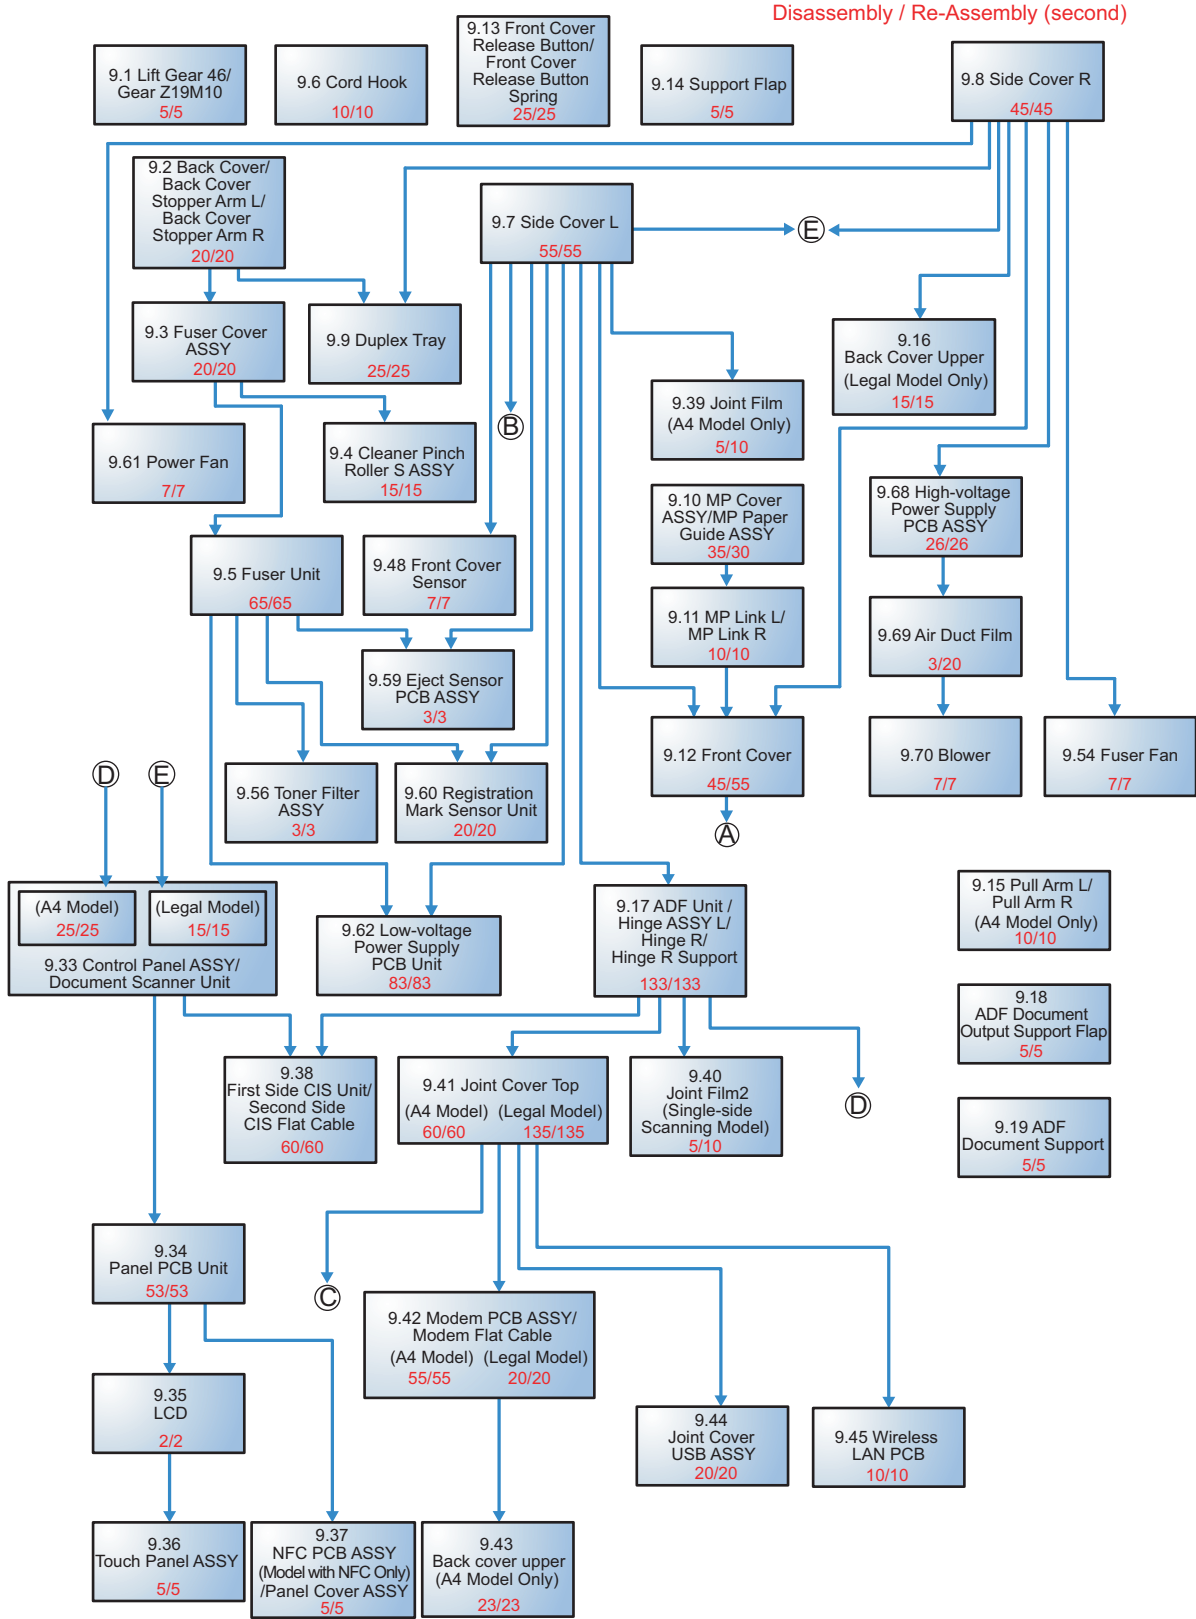 Disassembly / Re-Assembly (second)
9.1 Lift Gear 46/
Gear Z19M10
5/5
9.6 Cord Hook
10/10
9.13 Front Cover
Release Button/
Front Cover
Release Button
Spring
25/25
9.14 Support Flap
5/5
9.8 Side Cover R
45/45
9.2 Back Cover/
Back Cover
Stopper Arm L/
Back Cover
Stopper Arm R
20/20
9.7 Side Cover L
55/55
E
9.3 Fuser Cover
ASSY
20/20
9.9 Duplex Tray
25/25
9.16
Back Cover Upper
(Legal Model Only)
15/15
9.39 Joint Film
(A4 Model Only)
5/10
B
9.61 Power Fan
7/7
9.4 Cleaner Pinch
Roller S ASSY
15/15
9.10 MP Cover
ASSY/MP Paper
Guide ASSY
35/30
9.68 High-voltage
Power Supply
PCB ASSY
26/26
9.5 Fuser Unit
65/65
9.48 Front Cover
Sensor
7/7
9.11 MP Link L/
MP Link R
10/10
9.69 Air Duct Film
3/20
9.59 Eject Sensor
PCB ASSY
3/3
9.12 Front Cover
45/55
9.70 Blower
7/7
9.54 Fuser Fan
7/7
D
E
9.56 Toner Filter
ASSY
3/3
9.60 Registration
Mark Sensor Unit
20/20
A
(A4 Model)
25/25
(Legal Model)
15/15
9.33 Control Panel ASSY/
Document Scanner Unit
9.62 Low-voltage
Power Supply
PCB Unit
83/83
9.17 ADF Unit /
Hinge ASSY L/
Hinge R/
Hinge R Support
133/133
9.15 Pull Arm L/
Pull Arm R
(A4 Model Only)
10/10
9.18
ADF Document
Output Support Flap
5/5
9.38
First Side CIS Unit/
Second Side
CIS Flat Cable
60/60
9.41 Joint Cover Top
(A4 Model) (Legal Model)
60/60 135/135
9.40
Joint Film2
(Single-side
Scanning Model)
5/10
D
9.19 ADF
Document Support
5/5
9.34
Panel PCB Unit
53/53
C
9.42 Modem PCB ASSY/
Modem Flat Cable
(A4 Model) (Legal Model)
55/55 20/20
9.35
LCD
2/2
9.44
Joint Cover
USB ASSY
20/20
9.45 Wireless
LAN PCB
10/10
9.36
Touch Panel ASSY
5/5
9.37
NFC PCB ASSY
(Model with NFC Only)
/Panel Cover ASSY
5/5
9.43
Back cover upper
(A4 Model Only)
23/23